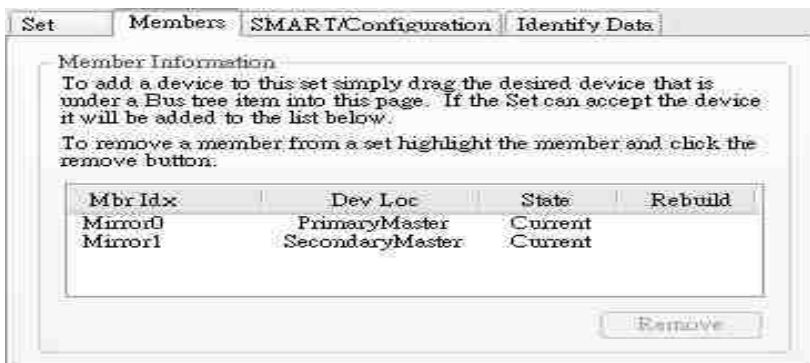 Set Members SMART/Configuration Identify Data
Member Information
To add a device to this set simply drag the desired device that is
under a Bus tree item into this page. If the Set can accept the device
it will be added to the list below.
To remove a member from a set highlight the member and click the
remove button.
Mbr Idx Dev Loc State Rebuild
Mirror0 PrimaryMaster Current
Mirror1 SecondaryMaster Current
Remove